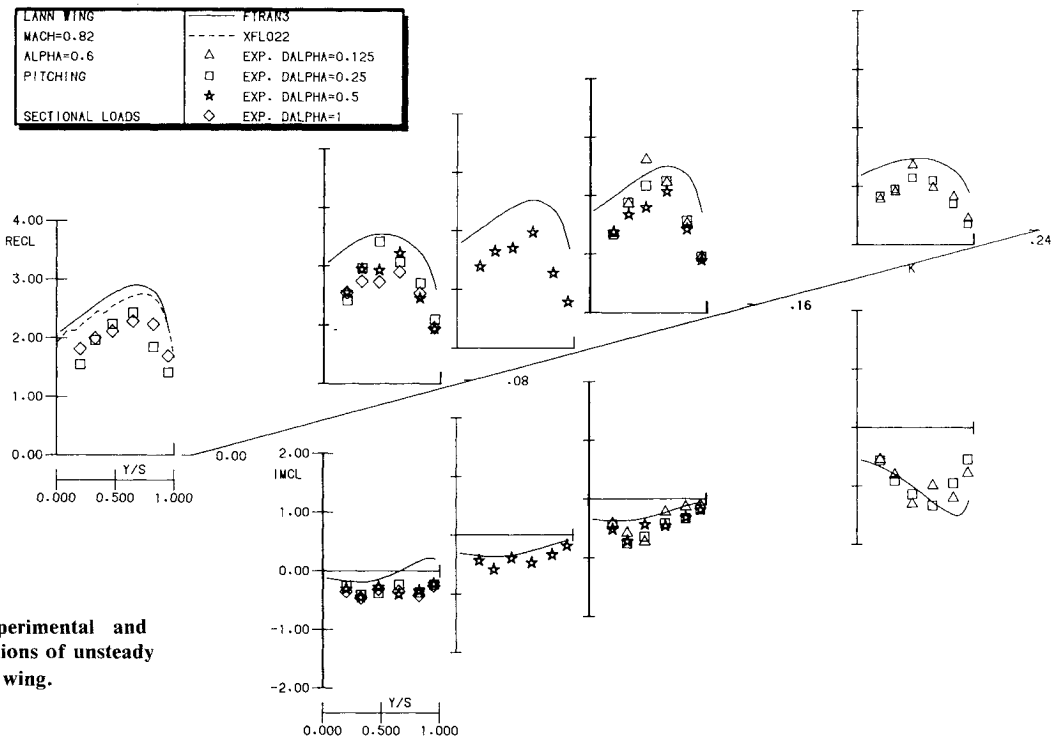 LANN WING
MACH=0.82
ALPHA=0.6
PITCHING
SECTIONAL LOADS
FTRAN3
XFLO22
EXP. DALPHA=0.125
EXP. DALPHA=0.25
EXP. DALPHA=0.5
EXP. DALPHA=1
4.00
RECL
3.00
2.00
1.00
0.00
Y/S
0.000 0.500 1.000
0.00
.08
.16
K
.24
2.00
IMCL
1.00
0.00
-1.00
-2.00
Y/S
0.000 0.500 1.000
perimental and
ions of unsteady
wing.